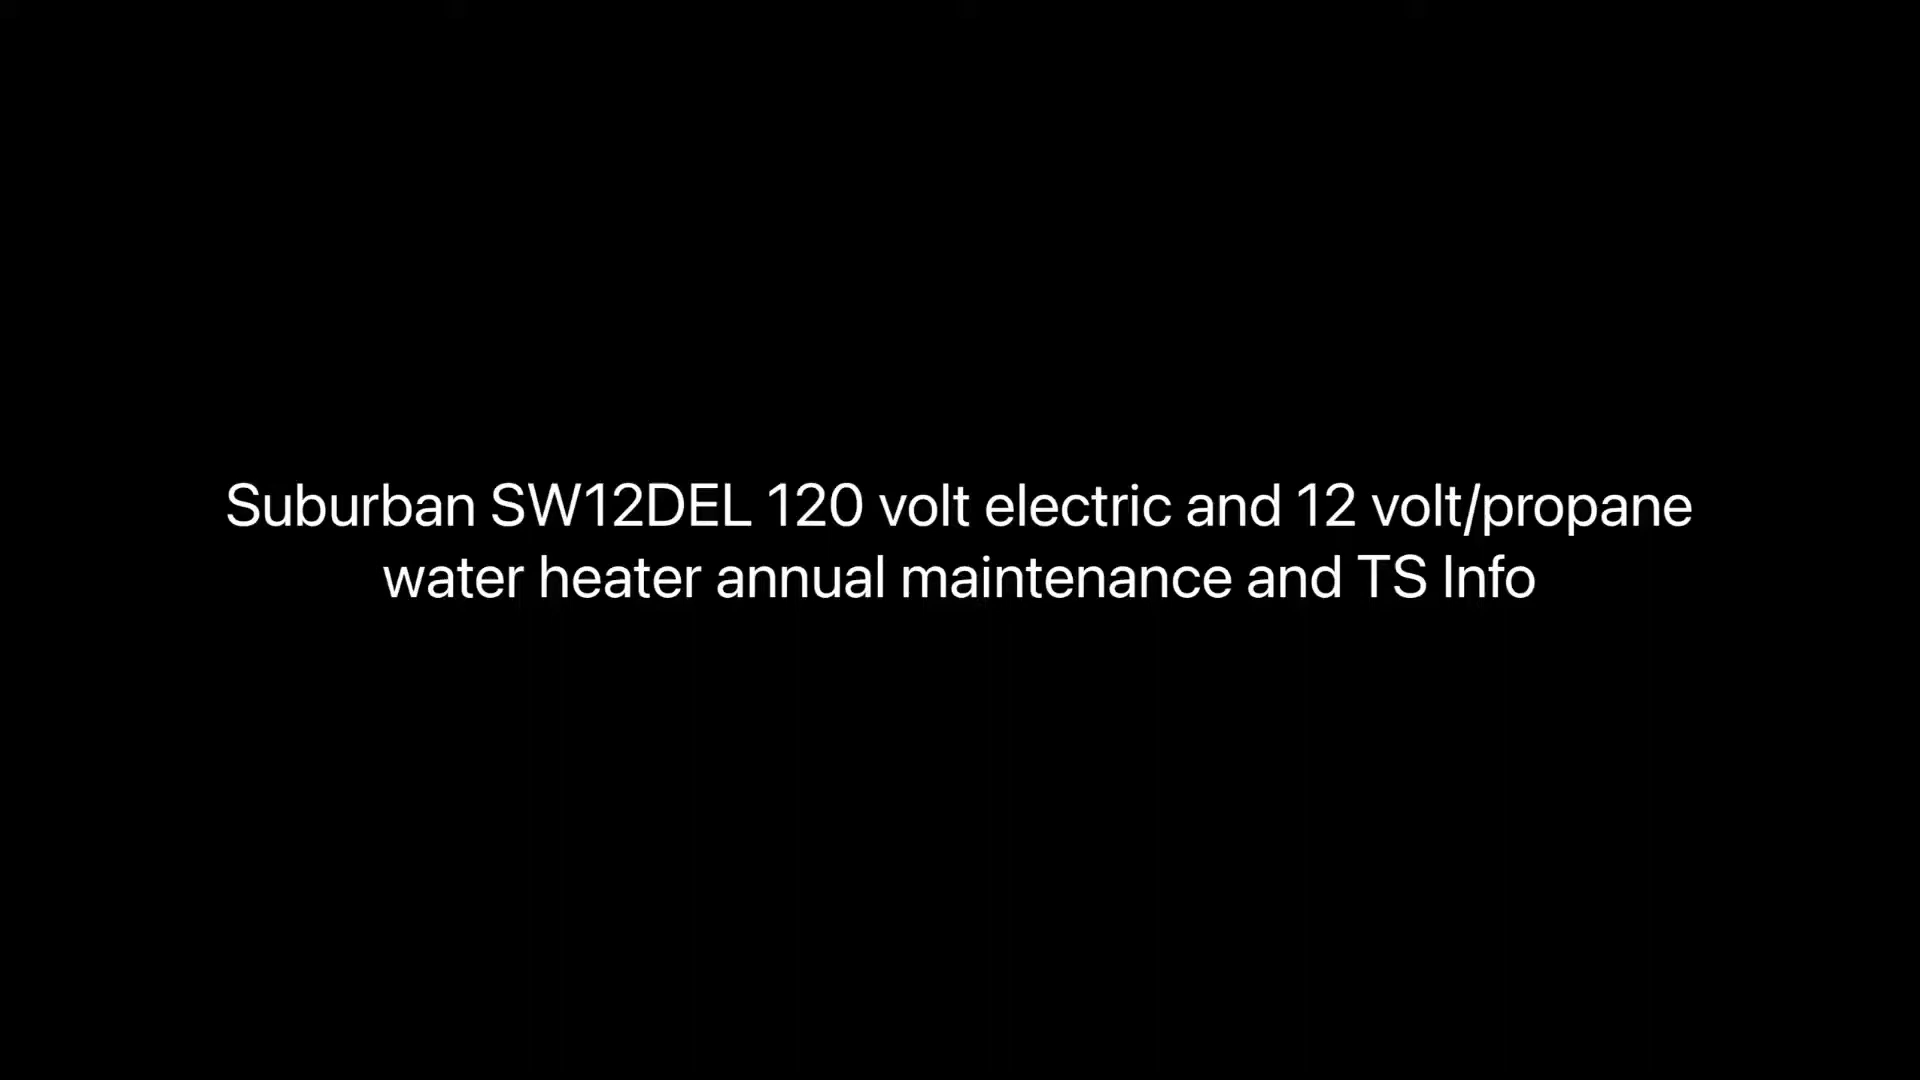 Suburban SW12DEL 120 volt electric and 12 volt/propane
water heater annual maintenance and TS Info